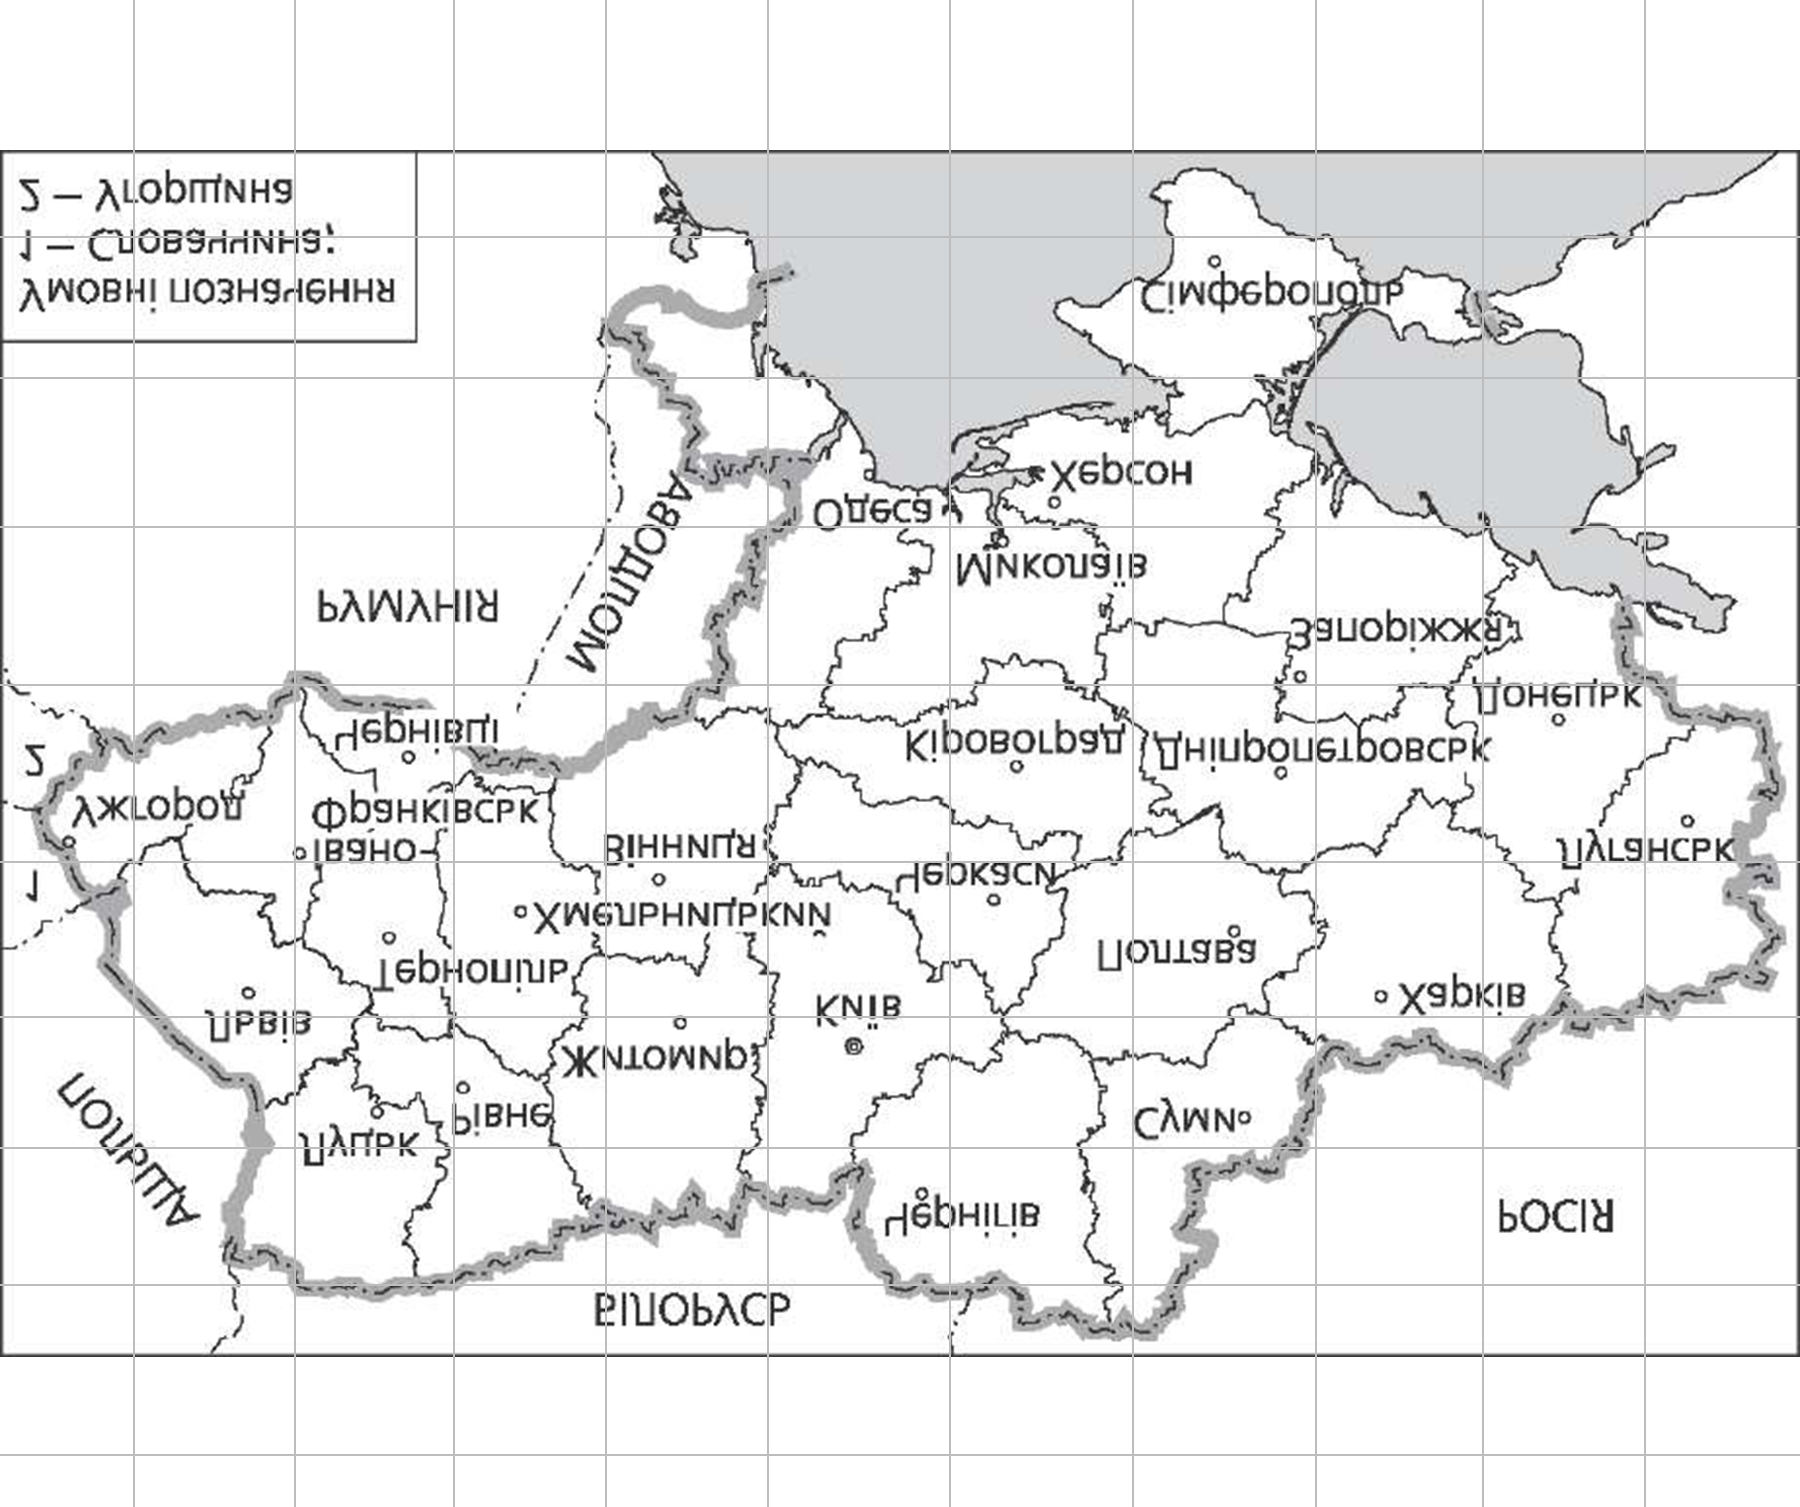 БІЛОРУСЬ
РОСІЯ
ПОЛЬЩА
Чернігів
Луцьк
Рівне
Суми
Житомир
Львів
Київ
Харків
Тернопіль
Полтава
Хмельницький
1
Черкаси
Івано-
Франківськ
Вінниця
Луганськ
Ужгород
2
Чернівці
Кіровоград
Дніпропетровськ
Донецьк
Запоріжжя
РУМУНІЯ
МОЛДОВА
Миколаїв
Одеса
Херсон
Сімферополь
Умовні позначення
1 – Словаччина;
2 – Угорщина